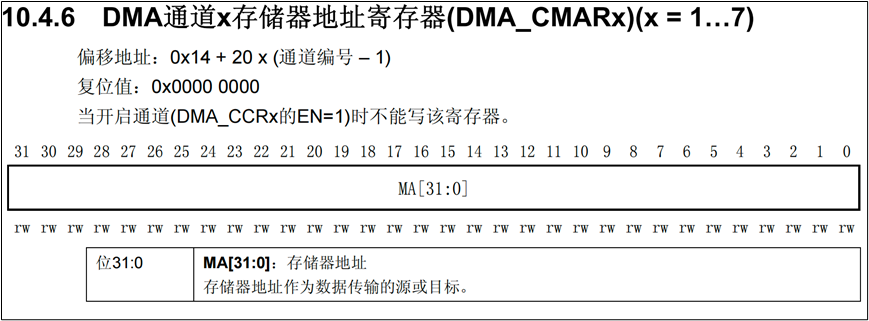 10.4.6 DMA通道x存储器地址寄存器(DMA_CMARx)(x = 1…7)
偏移地址：0x14 + 20 x (通道编号 – 1)
复位值：0x0000 0000
当开启通道(DMA_CCRx的EN=1)时不能写该寄存器。
31 30 29 28 27 26 25 24 23 22 21 20 19 18 17 16 15 14 13 12 11 10 9 8 7 6 5 4 3 2 1 0
MA[31:0]
rw rw rw rw rw rw rw rw rw rw rw rw rw rw rw rw rw rw rw rw rw rw rw rw rw rw rw rw rw rw rw rw
位31:0 MA[31:0]：存储器地址
存储器地址作为数据传输的源或目标。